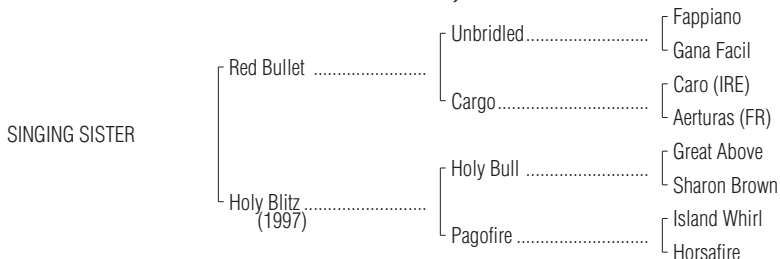 Fappiano
Unbridled
Gana Facil
Red Bullet
Caro (IRE)
Cargo
Aerturas (FR)
SINGING SISTER
Great Above
Holy Bull
Sharon Brown
Holy Blitz
(1997)
Island Whirl
Pagofire
Horsafire